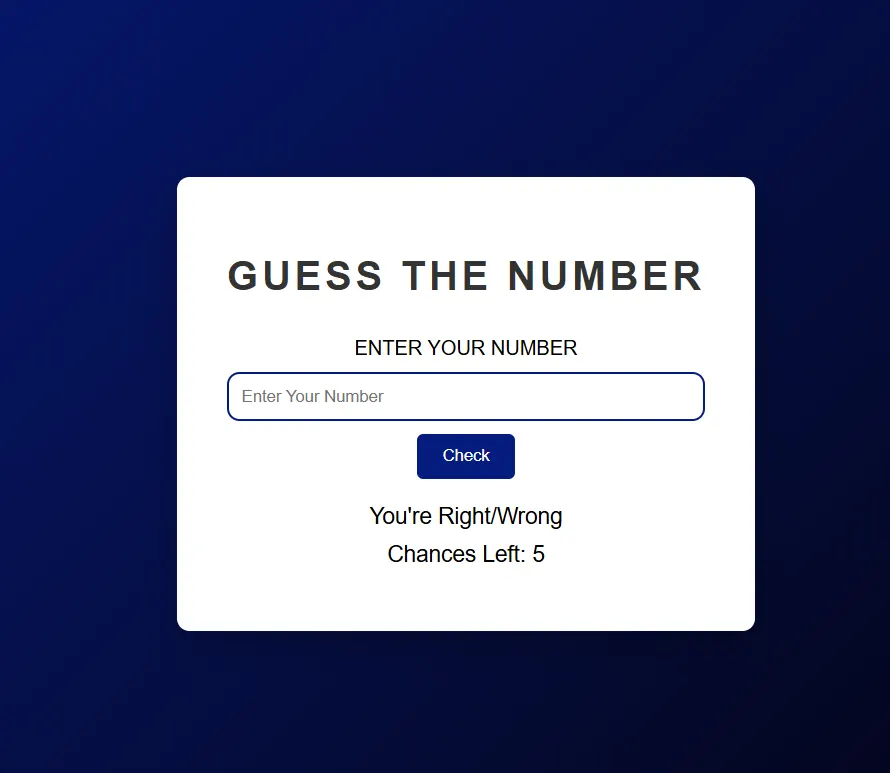 GUESS THE NUMBER
ENTER YOUR NUMBER
Enter Your Number
Check
You're Right/Wrong
Chances Left: 5